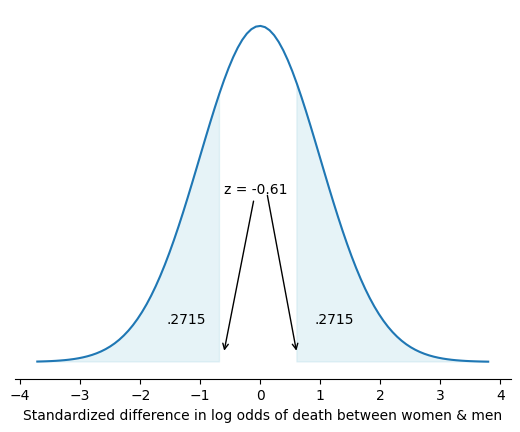 z = -0.61
.2715 .2715
−4 −3 −2 −1 0 1 2 3 4
Standardized difference in log odds of death between women & men